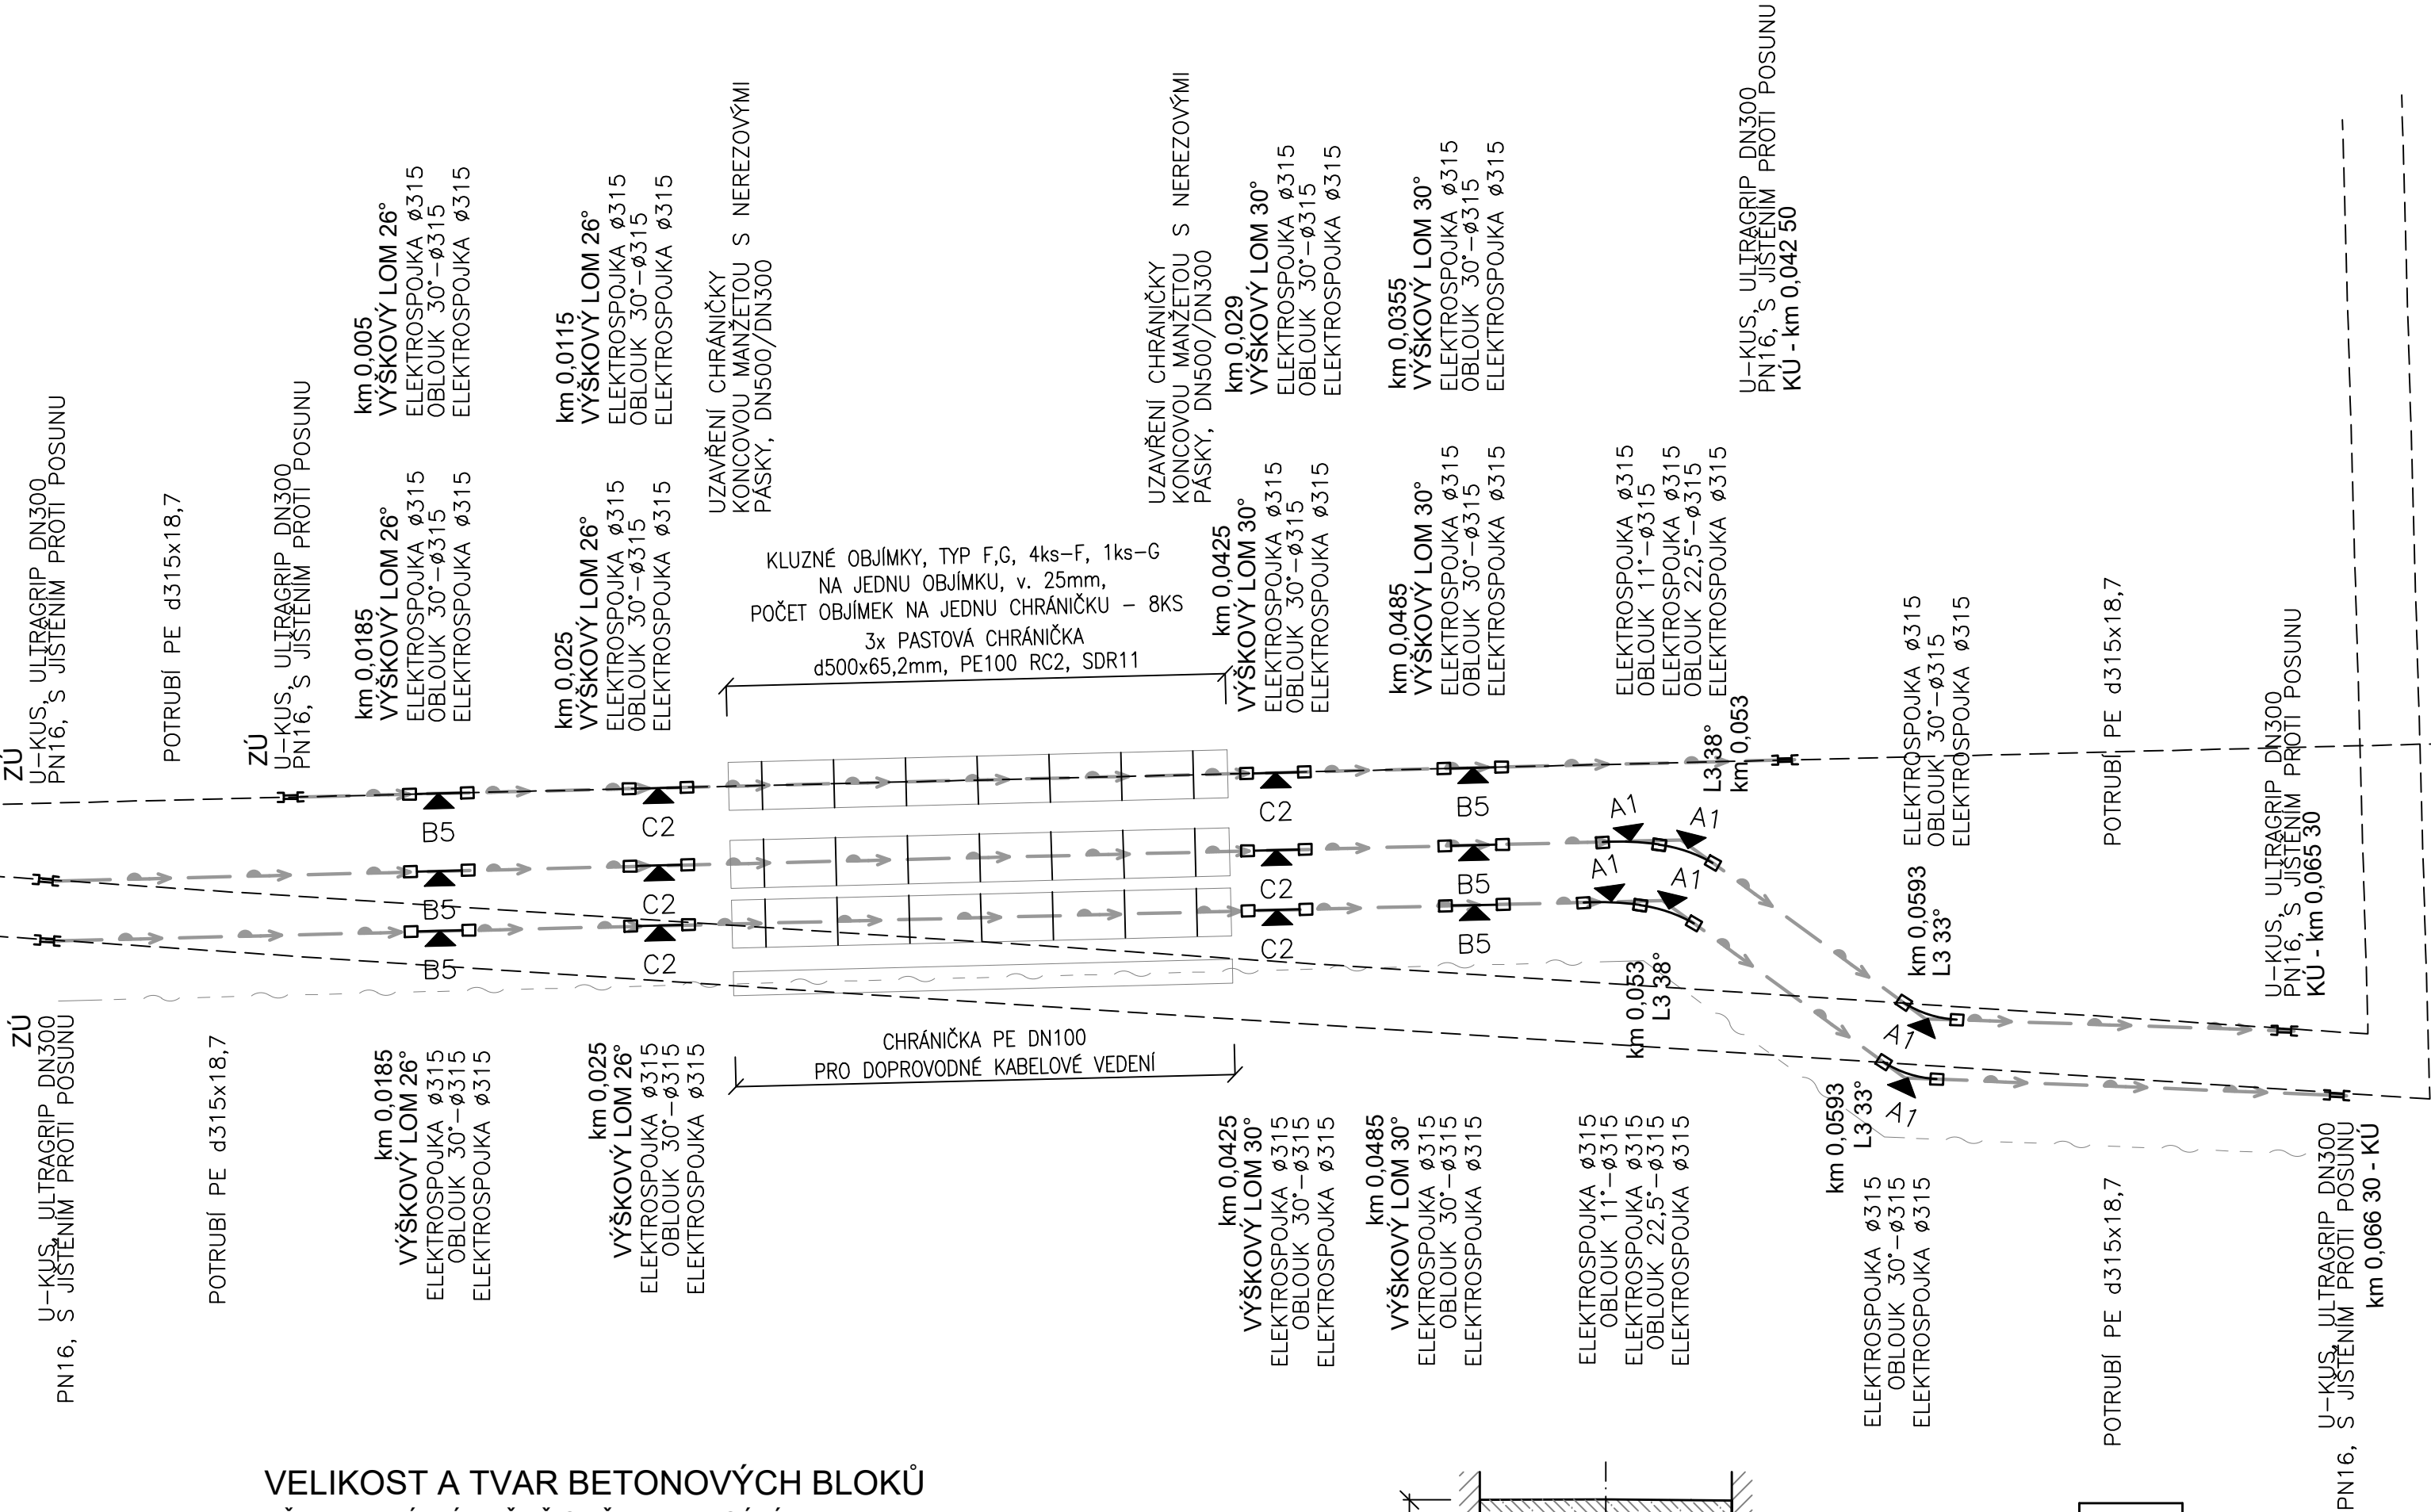 ZÚ
U-KUS, ULTRAGRIP DN300
PN16, S JIŠTĚNÍM PROTI POSUNU
POTRUBÍ PE d315x18,7
ZÚ
U-KUS, ULTRAGRIP DN300
PN16, S JIŠTĚNÍM PROTI POSUNU
km 0,005
VÝŠKOVÝ LOM 26°
ELEKTROSPOJKA ø315
OBLOUK 30°-ø315
ELEKTROSPOJKA ø315
km 0,0115
VÝŠKOVÝ LOM 26°
ELEKTROSPOJKA ø315
OBLOUK 30°-ø315
ELEKTROSPOJKA ø315
UZAVŘENÍ CHRÁNIČKY
KONCOVOU MANŽETOU S NEREZOVÝMI
PÁSKY, DN500/DN300
UZAVŘENÍ CHRÁNIČKY
KONCOVOU MANŽETOU S NEREZOVÝMI
PÁSKY, DN500/DN300
km 0,029
VÝŠKOVÝ LOM 30°
ELEKTROSPOJKA ø315
OBLOUK 30°-ø315
ELEKTROSPOJKA ø315
km 0,0355
VÝŠKOVÝ LOM 30°
ELEKTROSPOJKA ø315
OBLOUK 30°-ø315
ELEKTROSPOJKA ø315
U-KUS, ULTRAGRIP DN300
PN16, S JIŠTĚNÍM PROTI POSUNU
KÚ - km 0,042 50
km 0,0185
VÝŠKOVÝ LOM 26°
ELEKTROSPOJKA ø315
OBLOUK 30°-ø315
ELEKTROSPOJKA ø315
km 0,025
VÝŠKOVÝ LOM 26°
ELEKTROSPOJKA ø315
OBLOUK 30°-ø315
ELEKTROSPOJKA ø315
KLUZNÉ OBJÍMKY, TYP F,G, 4ks-F, 1ks-G
NA JEDNU OBJÍMKU, v. 25mm,
POČET OBJÍMEK NA JEDNU CHRÁNIČKU - 8KS
3x PASTOVÁ CHRÁNIČKA
d500x65,2mm, PE100 RC2, SDR11
km 0,0425
VÝŠKOVÝ LOM 30°
ELEKTROSPOJKA ø315
OBLOUK 30°-ø315
ELEKTROSPOJKA ø315
km 0,0485
VÝŠKOVÝ LOM 30°
ELEKTROSPOJKA ø315
OBLOUK 30°-ø315
ELEKTROSPOJKA ø315
ELEKTROSPOJKA ø315
OBLOUK 11°-ø315
ELEKTROSPOJKA ø315
OBLOUK 22,5°-ø315
ELEKTROSPOJKA ø315
L3 38°
km 0,053
ELEKTROSPOJKA ø315
OBLOUK 30°-ø315
ELEKTROSPOJKA ø315
km 0,0593
L3 33°
POTRUBÍ PE d315x18,7
U-KUS, ULTRAGRIP DN300
PN16, S JIŠTĚNÍM PROTI POSUNU
KÚ - km 0,065 30
B5
C2
C2
B5
A1
A1
B5
C2
C2
B5
A1
A1
B5
C2
C2
B5
A1
A1
km 0,053
L3 38°
CHRÁNIČKA PE DN100
PRO DOPROVODNÉ KABELOVÉ VEDENÍ
ZÚ
U-KUS, ULTRAGRIP DN300
PN16, S JIŠTĚNÍM PROTI POSUNU
POTRUBÍ PE d315x18,7
km 0,0185
VÝŠKOVÝ LOM 26°
ELEKTROSPOJKA ø315
OBLOUK 30°-ø315
ELEKTROSPOJKA ø315
km 0,025
VÝŠKOVÝ LOM 26°
ELEKTROSPOJKA ø315
OBLOUK 30°-ø315
ELEKTROSPOJKA ø315
km 0,0425
VÝŠKOVÝ LOM 30°
ELEKTROSPOJKA ø315
OBLOUK 30°-ø315
ELEKTROSPOJKA ø315
km 0,0485
VÝŠKOVÝ LOM 30°
ELEKTROSPOJKA ø315
OBLOUK 30°-ø315
ELEKTROSPOJKA ø315
ELEKTROSPOJKA ø315
OBLOUK 11°-ø315
ELEKTROSPOJKA ø315
OBLOUK 22,5°-ø315
ELEKTROSPOJKA ø315
km 0,0593
L3 33°
ELEKTROSPOJKA ø315
OBLOUK 30°-ø315
ELEKTROSPOJKA ø315
POTRUBÍ PE d315x18,7
U-KUS, ULTRAGRIP DN300
PN16, S JIŠTĚNÍM PROTI POSUNU
km 0,066 30 - KÚ
VELIKOST A TVAR BETONOVÝCH BLOKŮ